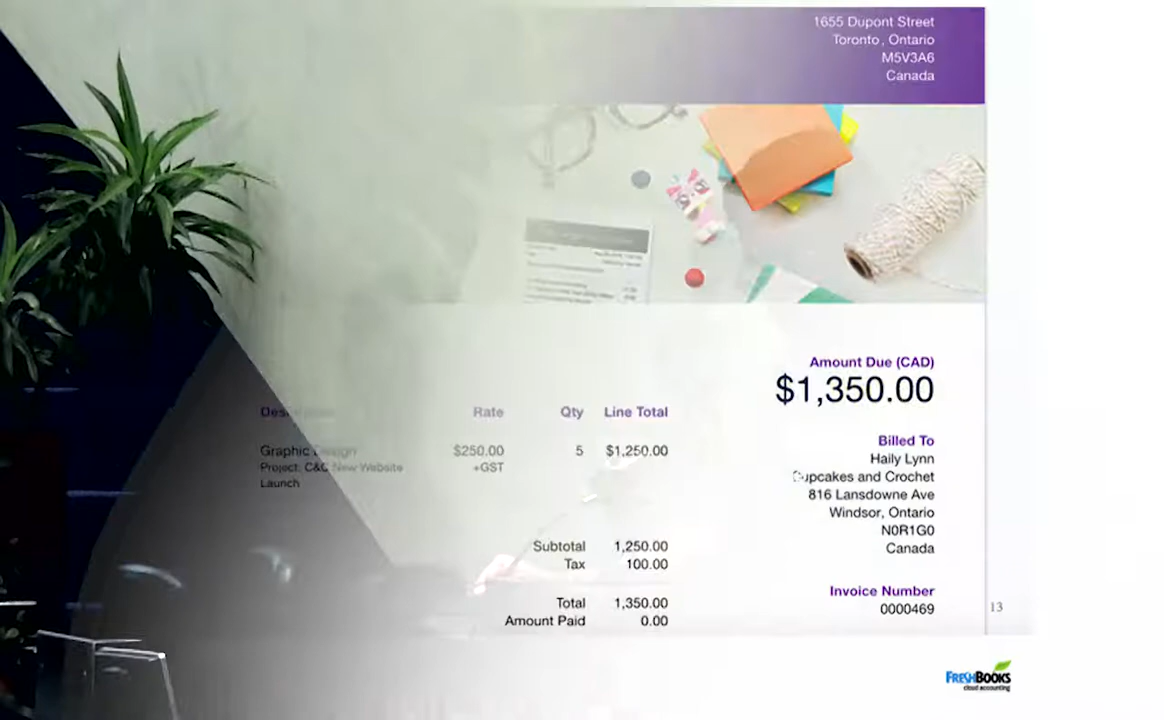 1655 Dupont Street
Toronto, Ontario
M5V3A6
Canada
Amount Due (CAD)
$1,350.00
Description Rate Qty Line Total
Graphic Design $250.00 5 $1,250.00
Project: C&C New Website +GST
Launch
Billed To
Haily Lynn
Cupcakes and Crochet
816 Lansdowne Ave
Windsor, Ontario
N0R1G0
Canada
Subtotal 1,250.00
Tax 100.00
Total 1,350.00
Amount Paid 0.00
Invoice Number
0000469
13
FRESHBOOKS
cloud accounting